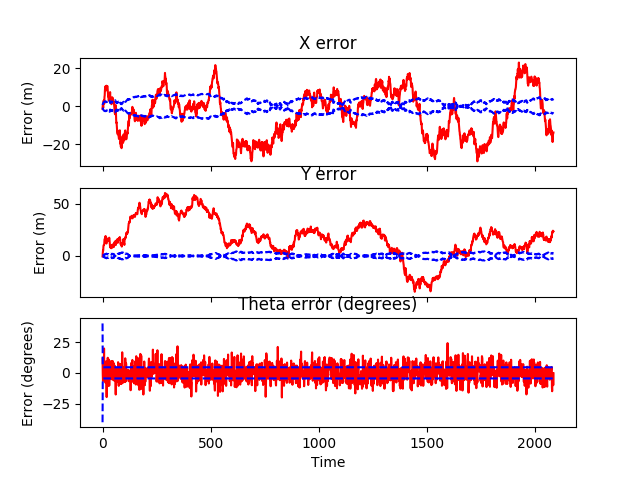 X error
20
0
−20
Error (m)
Y error
50
0
Error (m)
Theta error (degrees)
25
0
−25
Error (degrees)
0 500 1000 1500 2000
Time